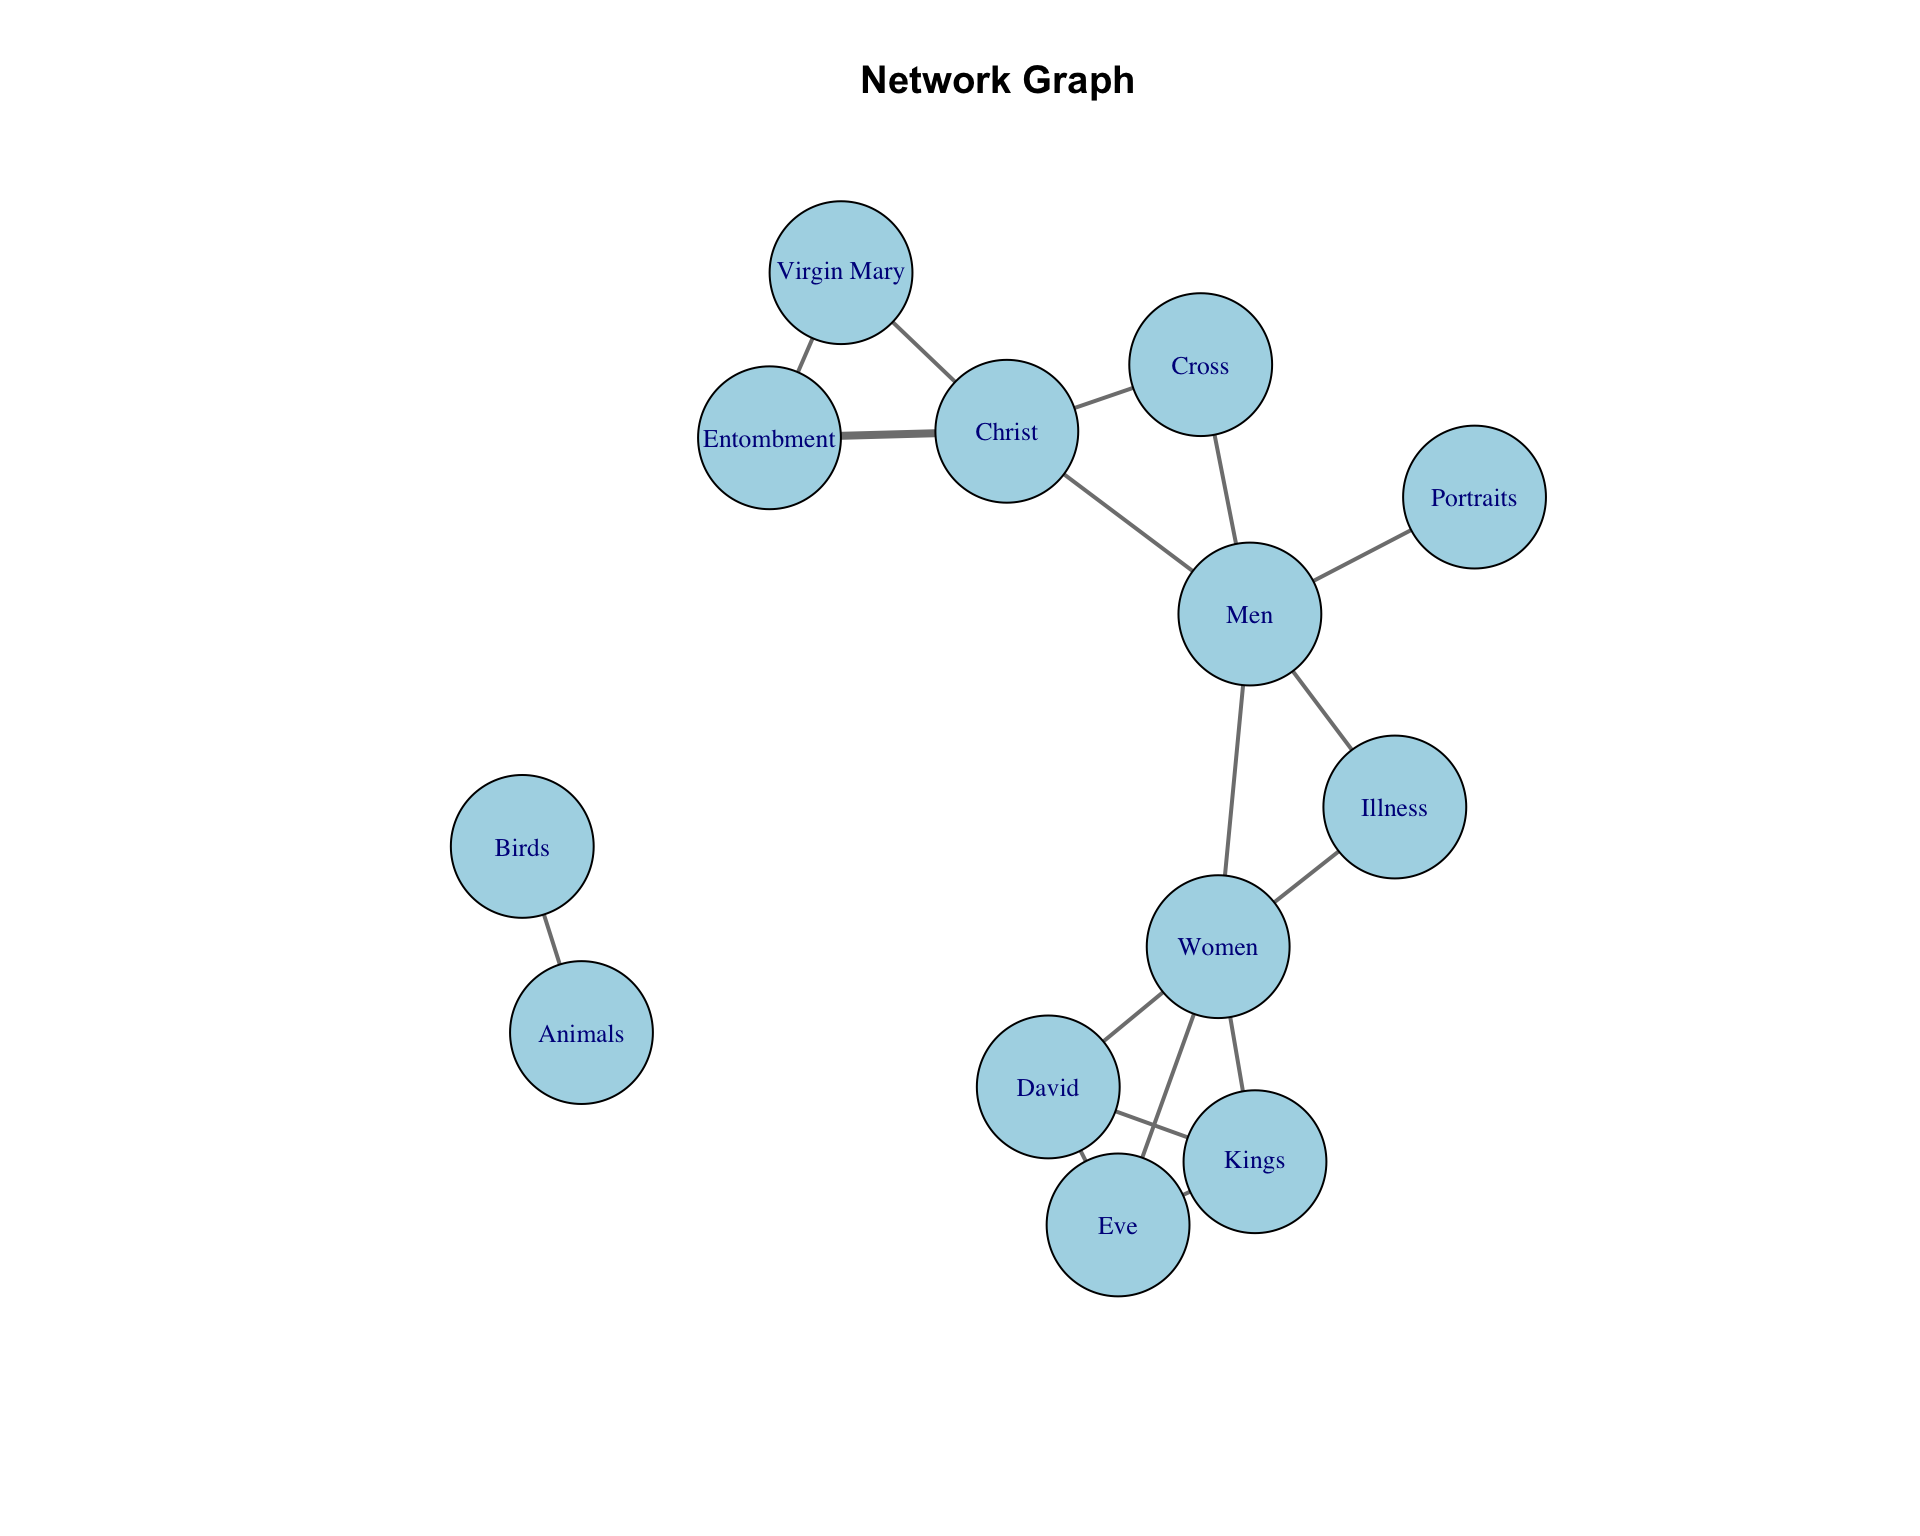 Network Graph
Virgin Mary
Cross
Entombment
Christ
Portraits
Men
Illness
Birds
Women
Animals
David
Kings
Eve